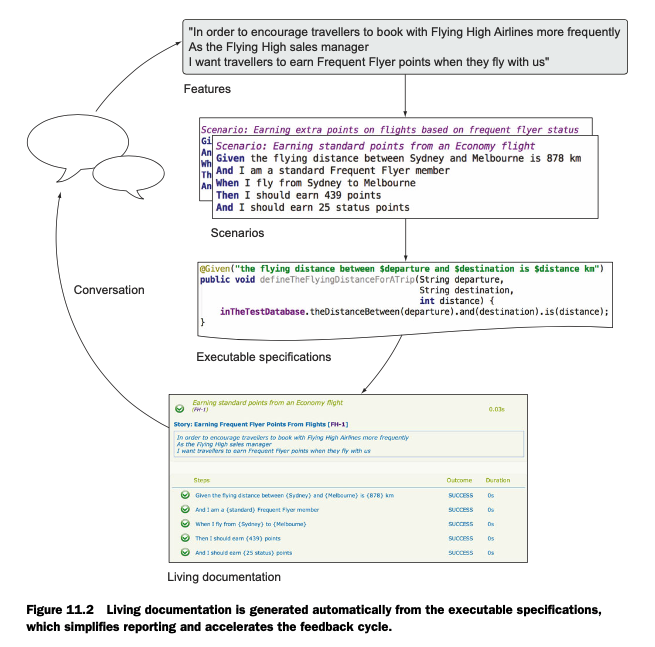 "In order to encourage travellers to book with Flying High Airlines more frequently
As the Flying High sales manager
I want travellers to earn Frequent Flyer points when they fly with us"
Features
Scenario: Earning extra points on flights based on frequent flyer status
Gi
An
Wh
Th
An
Scenario: Earning standard points from an Economy flight
Given the flying distance between Sydney and Melbourne is 878 km
And I am a standard Frequent Flyer member
When I fly from Sydney to Melbourne
Then I should earn 439 points
And I should earn 25 status points
Scenarios
@Given("the flying distance between $departure and $destination is $distance km")
public void defineTheFlyingDistanceForATrip(String departure,
String destination,
int distance) {
inTheTestDatabase.theDistanceBetween(departure).and(destination).is(distance);
}
Conversation
Executable specifications
Earning standard points from an Economy flight
(FH-1)
0.03s
Story: Earning Frequent Flyer Points From Flights [FH-1]
In order to encourage travellers to book with Flying High Airlines more frequently
As the Flying High sales manager
I want travellers to earn Frequent Flyer points when they fly with us
Steps Outcome Duration
Given the flying distance between {Sydney} and {Melbourne} is {878} km SUCCESS 0s
And I am a {standard} Frequent Flyer member SUCCESS 0s
When I fly from {Sydney} to {Melbourne} SUCCESS 0s
Then I should earn {439} points SUCCESS 0s
And I should earn {25 status} points SUCCESS 0s
Living documentation
Figure 11.2 Living documentation is generated automatically from the executable specifications,
which simplifies reporting and accelerates the feedback cycle.